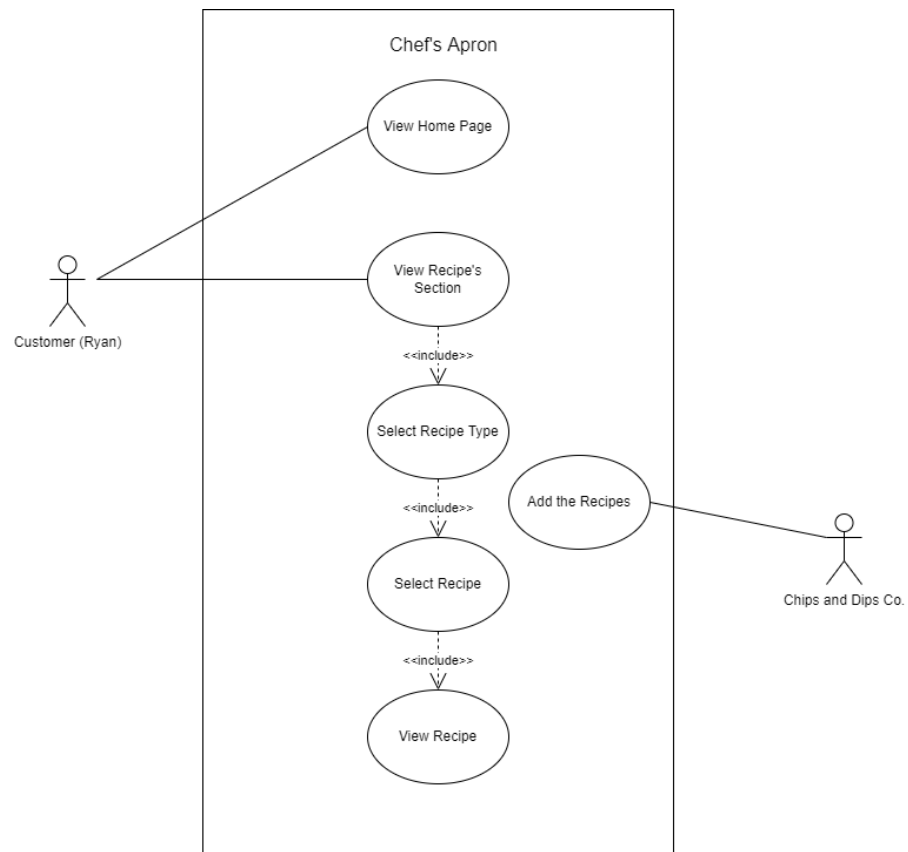 Chef's Apron
View Home Page
View Recipe's
Section
Customer (Ryan)
<<include>>
Select Recipe Type
Add the Recipes
<<include>>
Select Recipe
Chips and Dips Co.
<<include>>
View Recipe